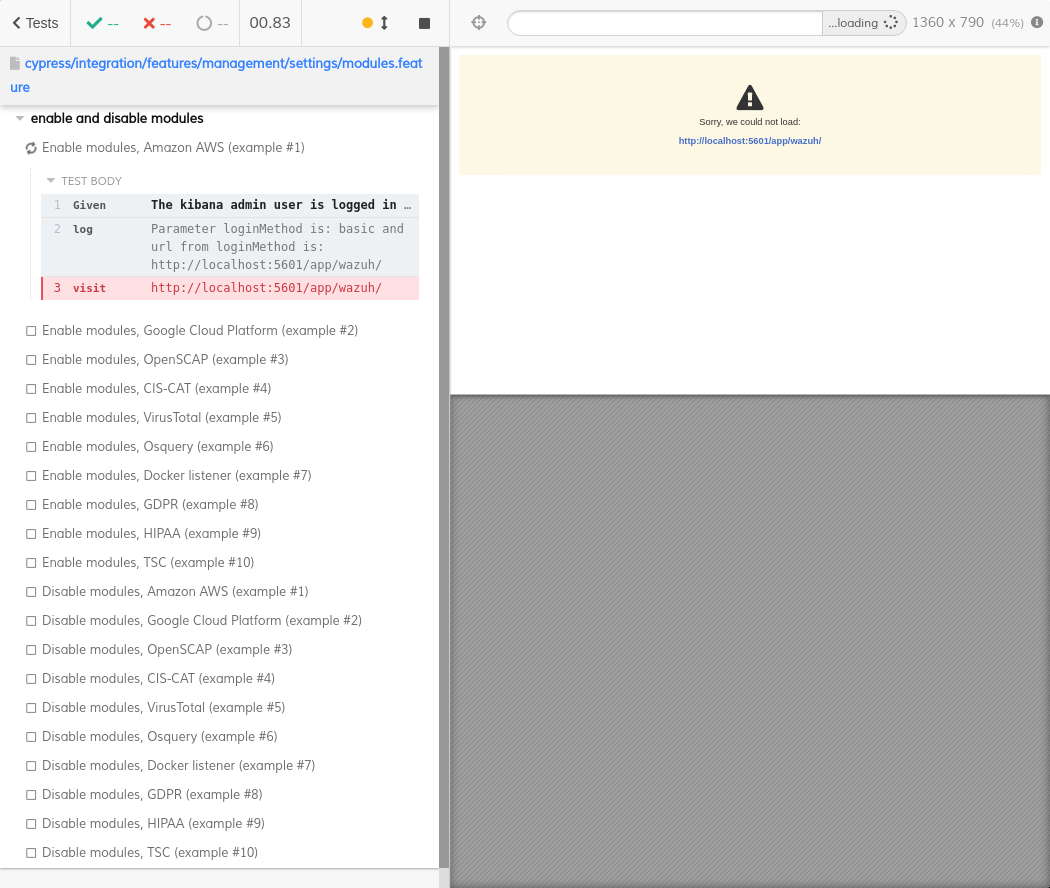 Tests -- -- -- 00.83
...loading 1360 x 790 (44%)
cypress/integration/features/management/settings/modules.feat
ure
Sorry, we could not load:
http://localhost:5601/app/wazuh/
enable and disable modules
Enable modules, Amazon AWS (example #1)
TEST BODY
1 Given The kibana admin user is logged in …
2 log Parameter loginMethod is: basic and
url from loginMethod is:
http://localhost:5601/app/wazuh/
3 visit http://localhost:5601/app/wazuh/
Enable modules, Google Cloud Platform (example #2)
Enable modules, OpenSCAP (example #3)
Enable modules, CIS-CAT (example #4)
Enable modules, VirusTotal (example #5)
Enable modules, Osquery (example #6)
Enable modules, Docker listener (example #7)
Enable modules, GDPR (example #8)
Enable modules, HIPAA (example #9)
Enable modules, TSC (example #10)
Disable modules, Amazon AWS (example #1)
Disable modules, Google Cloud Platform (example #2)
Disable modules, OpenSCAP (example #3)
Disable modules, CIS-CAT (example #4)
Disable modules, VirusTotal (example #5)
Disable modules, Osquery (example #6)
Disable modules, Docker listener (example #7)
Disable modules, GDPR (example #8)
Disable modules, HIPAA (example #9)
Disable modules, TSC (example #10)